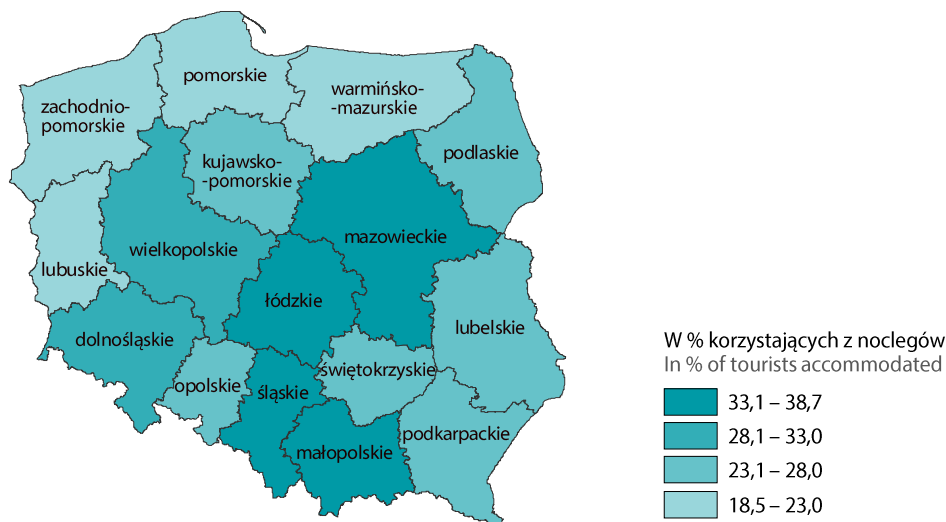 pomorskie
warmińsko-
-mazurskie
zachodnio-
pomorskie
podlaskie
kujawsko-
-pomorskie
mazowieckie
wielkopolskie
lubuskie
łódzkie
lubelskie
dolnośląskie
świętokrzyskie
opolskie
śląskie
podkarpackie
małopolskie
W % korzystających z noclegów
In % of tourists accommodated
33,1 – 38,7
28,1 – 33,0
23,1 – 28,0
18,5 – 23,0